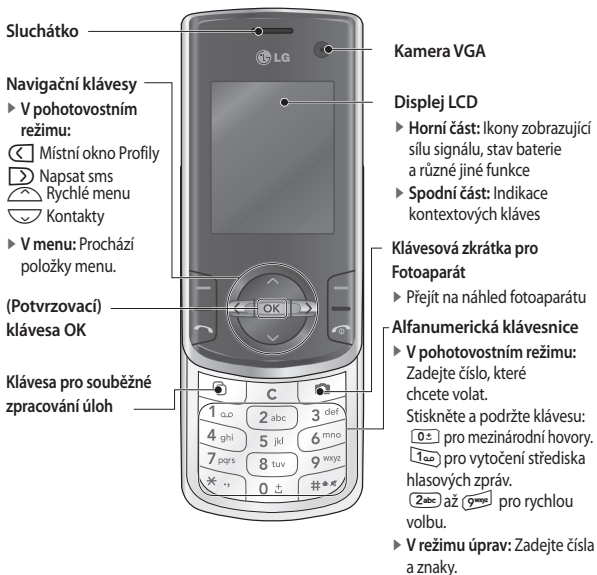 Sluchátko
Navigační klávesy
V pohotovostním
režimu:
Místní okno Profily
Napsat sms
Rychlé menu
Kontakty
V menu: Prochází
položky menu.
(Potvrzovací)
klávesa OK
Klávesa pro souběžné
zpracování úloh
LG
OK
C
1
2 abc
3 def
4 ghi
5 jkl
6 mno
7 pqrs
8 tuv
9 wxyz
* .,
0 ±
#
Kamera VGA
Displej LCD
Horní část: Ikony zobrazující
sílu signálu, stav baterie
a různé jiné funkce
Spodní část: Indikace
kontextových kláves
Klávesová zkrátka pro
Fotoaparát
Přejít na náhled fotoaparátu
Alfanumerická klávesnice
V pohotovostním režimu:
Zadejte číslo, které
chcete volat.
Stiskněte a podržte klávesu:
0± pro mezinárodní hovory.
1 pro vytočení střediska
hlasových zpráv.
2abc až 9wxyz pro rychlou
volbu.
V režimu úprav: Zadejte čísla
a znaky.